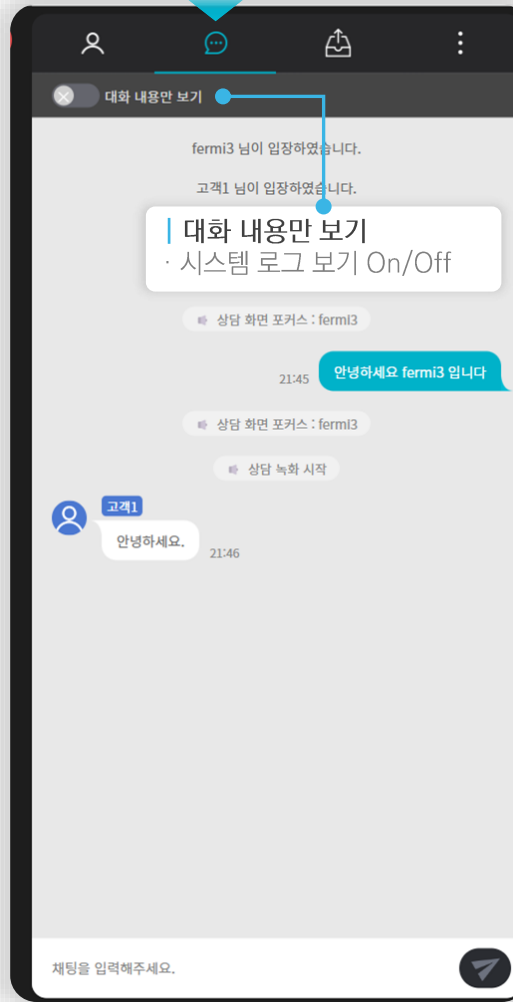 대화 내용만 보기
fermi3 님이 입장하였습니다.
고객1 님이 입장하였습니다.
대화 내용만 보기
· 시스템 로그 보기 On/Off
상담 화면 포커스 : fermI3
안녕하세요 fermi3 입니다
21:45
상담 화면 포커스 : fermI3
상담 녹화 시작
고객1
안녕하세요.
21:46
채팅을 입력해주세요.